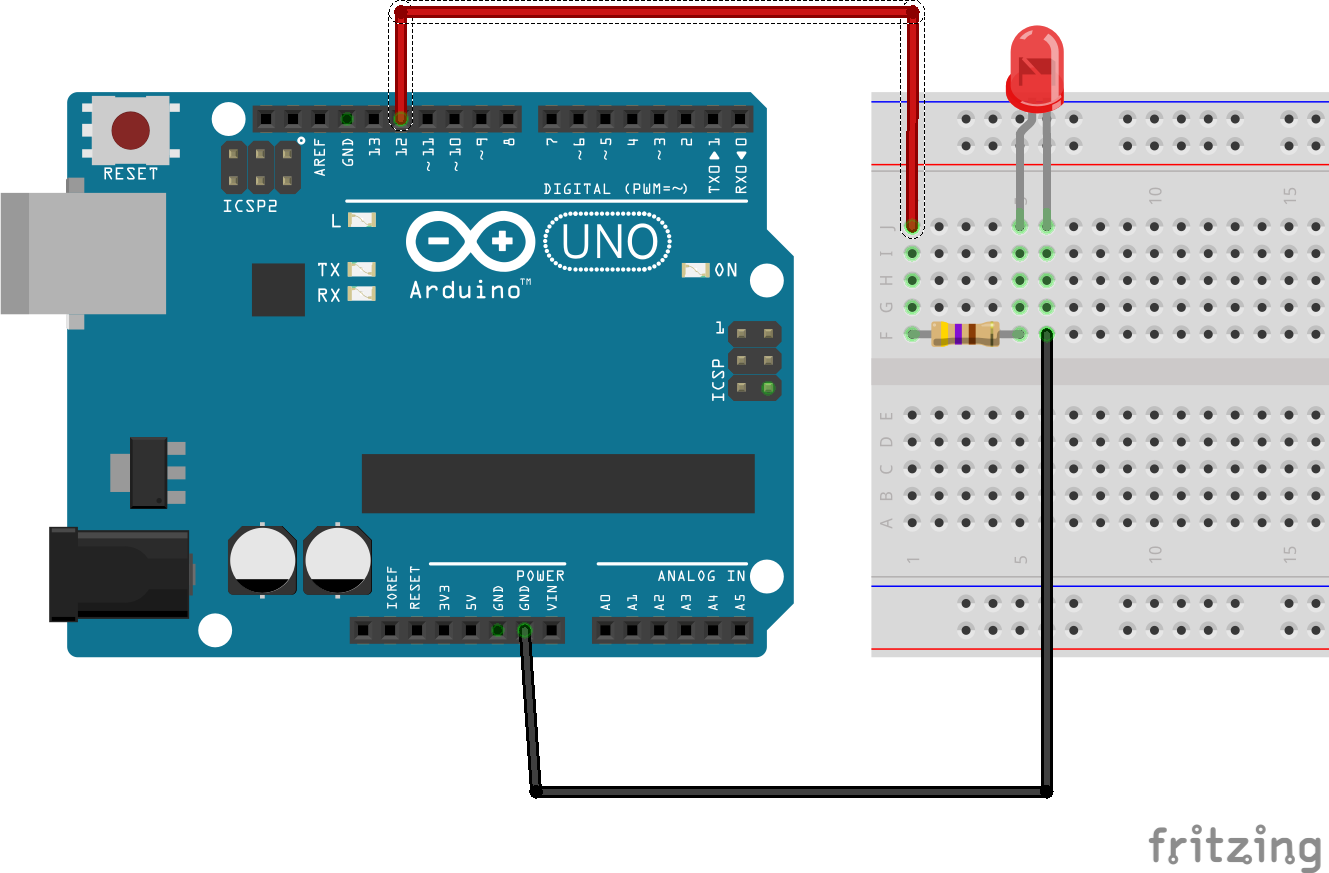 RESET
ICSP2
AREF
GND
13
12
~11
~10
~9
8
7
~6
~5
4
~3
2
TX0▶1
RX0◀0
DIGITAL (PWM=~)
L
TX
RX
UNO
Arduino™
ON
1
ICSP
IOREF
RESET
3V3
5V
GND
GND
VIN
POWER
ANALOG IN
A0
A1
A2
A3
A4
A5
5
10
15
J
I
H
G
F
E
D
C
B
A
1
5
10
15
fritzing